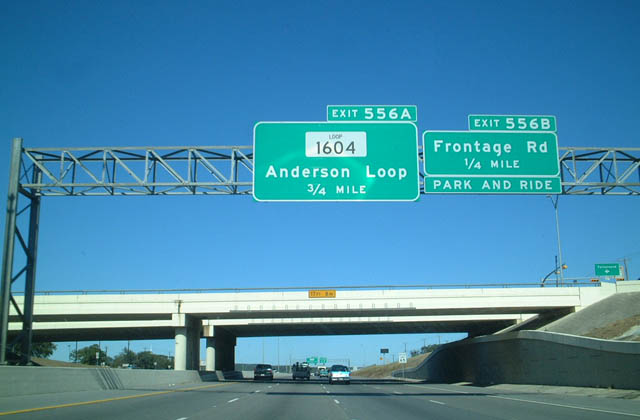 EXIT 556A
LOOP
1604
Anderson Loop
3/4 MILE
EXIT 556B
Frontage Rd
1/4 MILE
PARK AND RIDE